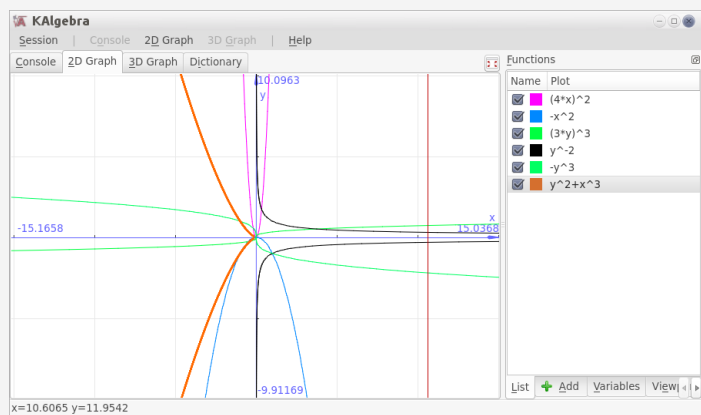 KAlgebra
Session | Console 2D Graph 3D Graph | Help
Console 2D Graph 3D Graph Dictionary
Functions
Name Plot
(4*x)^2
-x^2
(3*y)^3
y^-2
-y^3
y^2+x^3
10.0963
y
-15.1658
x
15.0368
-9.91169
List Add Variables
x=10.6065 y=11.9542